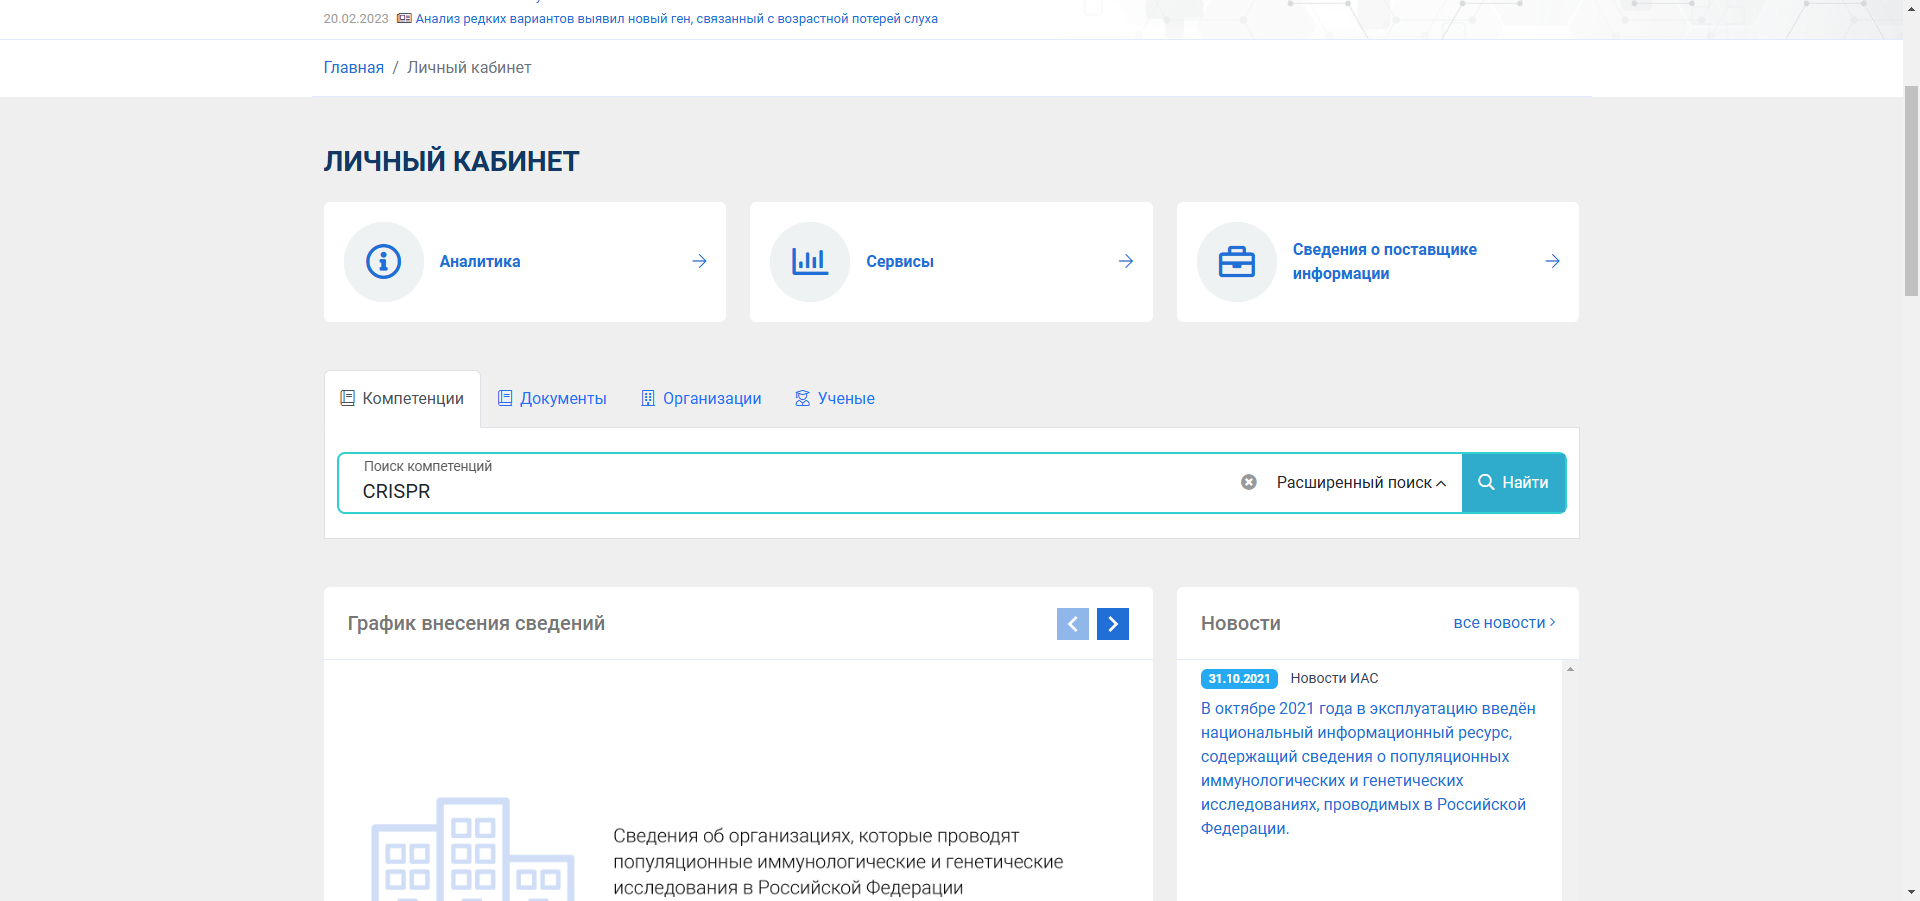 20.02.2023 Анализ редких вариантов выявил новый ген, связанный с возрастной потерей слуха
Главная / Личный кабинет
ЛИЧНЫЙ КАБИНЕТ
Аналитика
Сервисы
Сведения о поставщике
информации
Компетенции Документы Организации Ученые
Поиск компетенций
CRISPR
Расширенный поиск
Найти
График внесения сведений
Сведения об организациях, которые проводят
популяционные иммунологические и генетические
исследования в Российской Федерации
Новости
все новости
31.10.2021 Новости ИАС
В октябре 2021 года в эксплуатацию введён
национальный информационный ресурс,
содержащий сведения о популяционных
иммунологических и генетических
исследованиях, проводимых в Российской
Федерации.